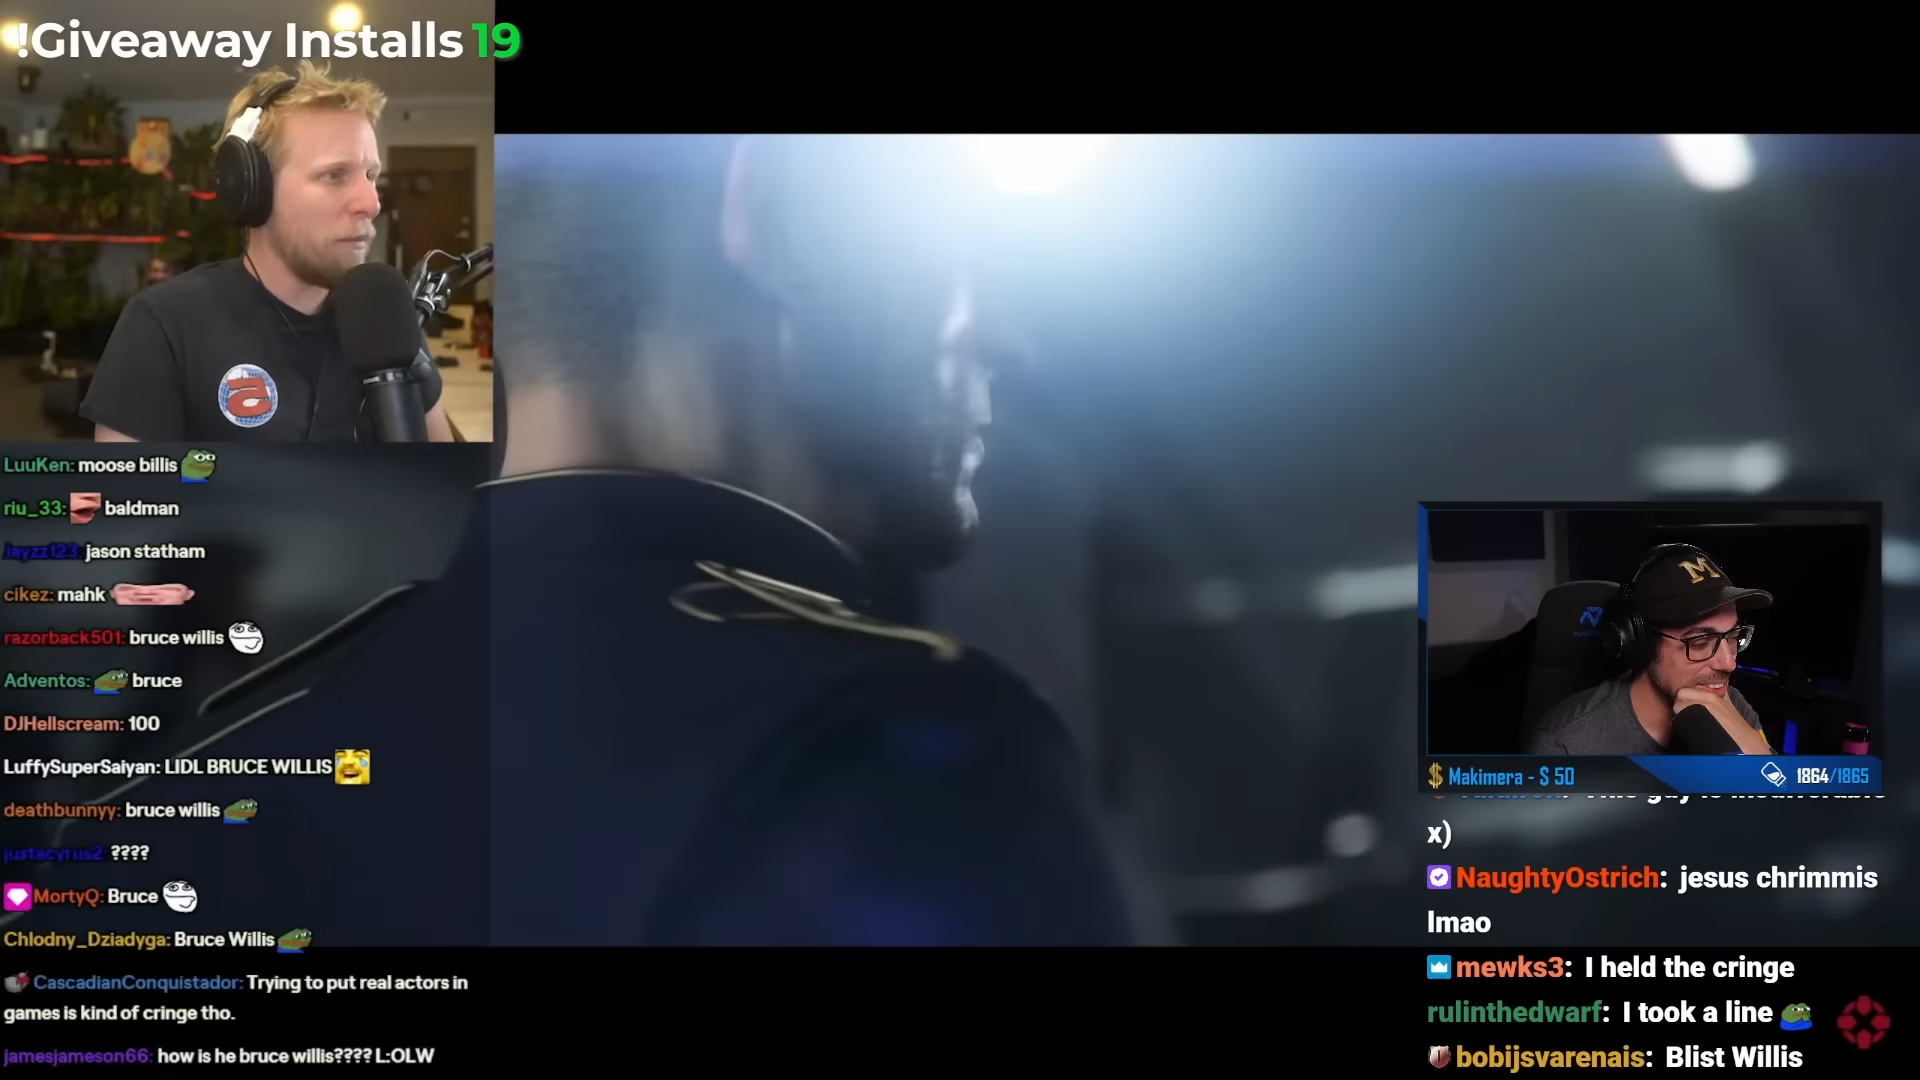 !Giveaway Installs 19
LuuKen: moose billis
riu_33: baldman
Jayzz123: jason statham
cikez: mahk
razorback501: bruce willis
Adventos: bruce
DJHellscream: 100
LuffySuperSaiyan: LIDL BRUCE WILLIS
deathbunnyy: bruce willis
justacyrus2: ????
MortyQ: Bruce
Chlodny_Dziadyga: Bruce Willis
CascadianConquistador: Trying to put real actors in
games is kind of cringe tho.
jamesjameson66: how is he bruce willis???? L:OLW
M
$ Makimera - $ 50
1864/1865
x)
NaughtyOstrich: jesus chrimmis
lmao
mewks3: I held the cringe
rulinthedwarf: I took a line
bobijsvarenais: Blist Willis